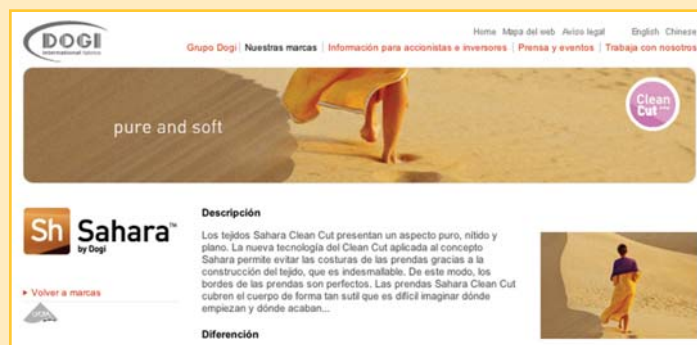 DOGI
International fabrics
Home Mapa del web Aviso legal English Chinese
Grupo Dogi | Nuestras marcas | Información para accionistas e inversores | Prensa y eventos | Trabaja con nosotros
pure and soft
Clean Cut
Sh Sahara™
by Dogi
Volver a marcas
Descripción
Los tejidos Sahara Clean Cut presentan un aspecto puro, nítido y
plano. La nueva tecnología del Clean Cut aplicada al concepto
Sahara permite evitar las costuras de las prendas gracias a la
construcción del tejido, que es indesmallable. De este modo, los
bordes de las prendas son perfectos. Las prendas Sahara Clean Cut
cubren el cuerpo de forma tan sutil que es difícil imaginar dónde
empiezan y dónde acaban...
Diferención